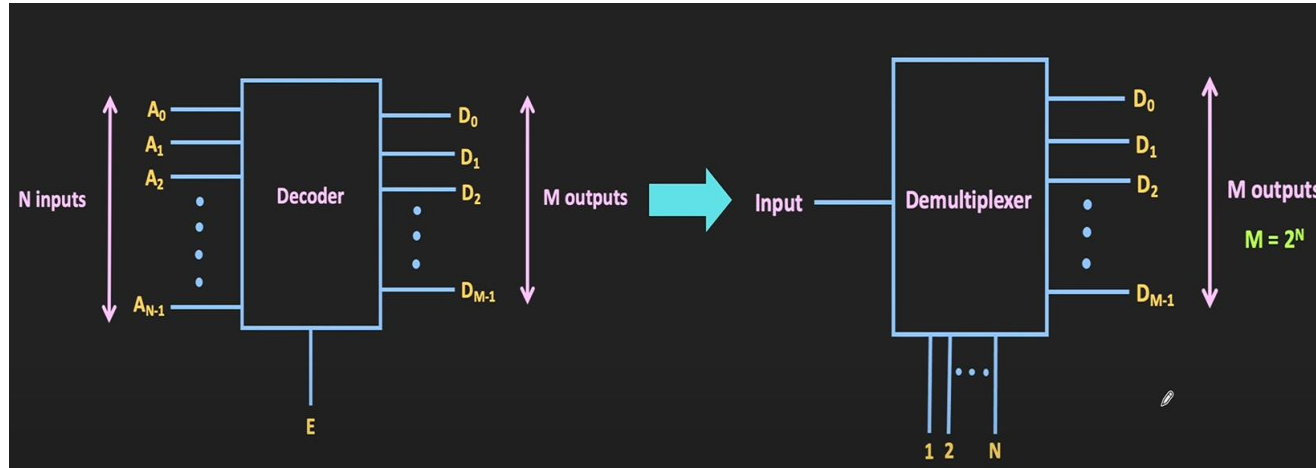 A0
A1
A2
AN-1
N inputs
Decoder
D0
D1
D2
DM-1
M outputs
E
Input
Demultiplexer
D0
D1
D2
DM-1
M outputs
M = 2^N
1 2 N